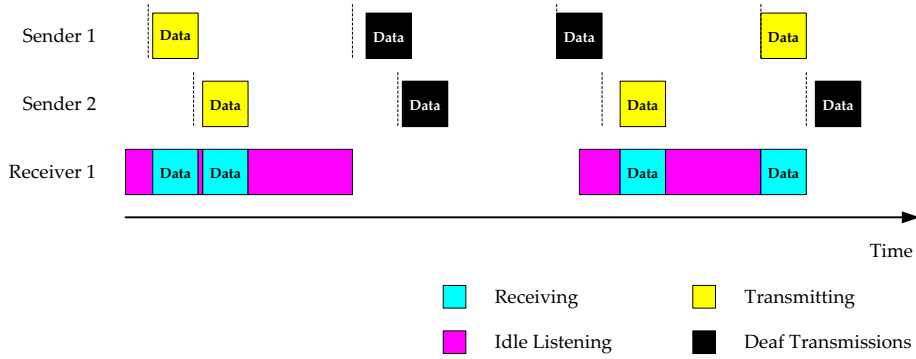 Sender 1 Data Data Data Data
Sender 2 Data Data Data Data
Receiver 1 Data Data Data Data
Time
Receiving Transmitting
Idle Listening Deaf Transmissions